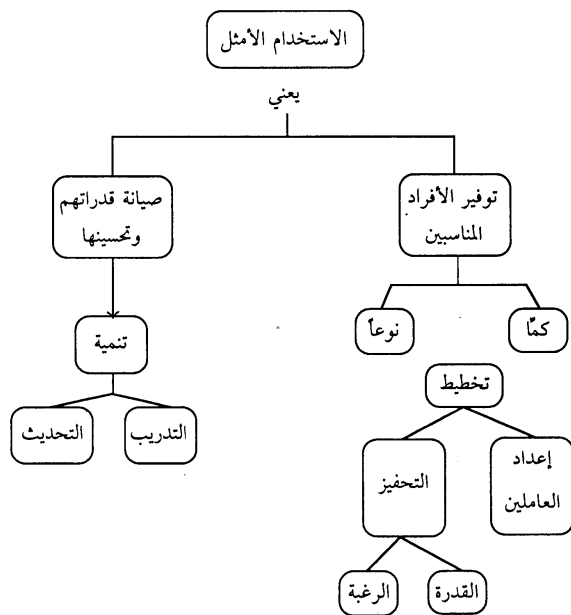 الاستخدام الأمثل
يعني
توفير الأفراد
المناسبين
صيانة قدراتهم
وتحسينها
كمًّا
نوعاً
تنمية
تخطيط
التدريب
التحديث
إعداد
العاملين
التحفيز
القدرة
الرغبة